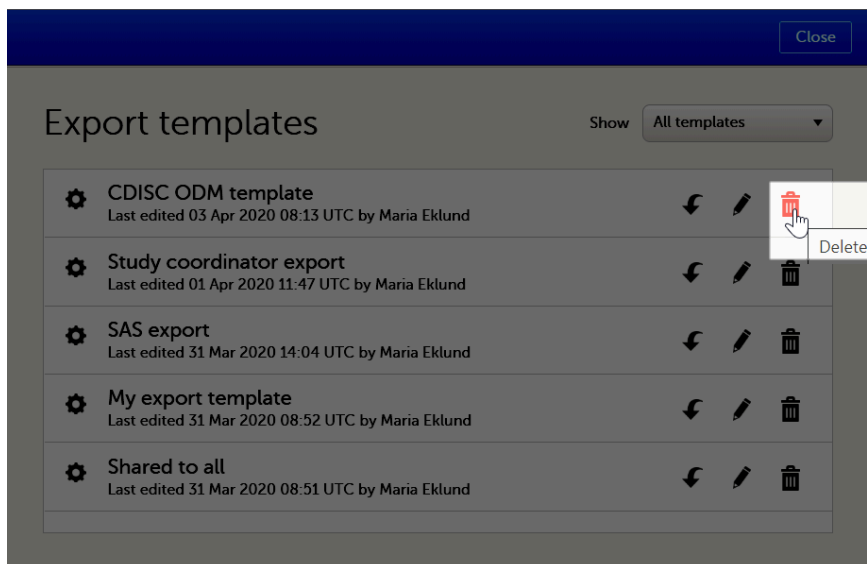 Close
Export templates
Show All templates
CDISC ODM template
Last edited 03 Apr 2020 08:13 UTC by Maria Eklund
Delete
Study coordinator export
Last edited 01 Apr 2020 11:47 UTC by Maria Eklund
SAS export
Last edited 31 Mar 2020 14:04 UTC by Maria Eklund
My export template
Last edited 31 Mar 2020 08:52 UTC by Maria Eklund
Shared to all
Last edited 31 Mar 2020 08:51 UTC by Maria Eklund